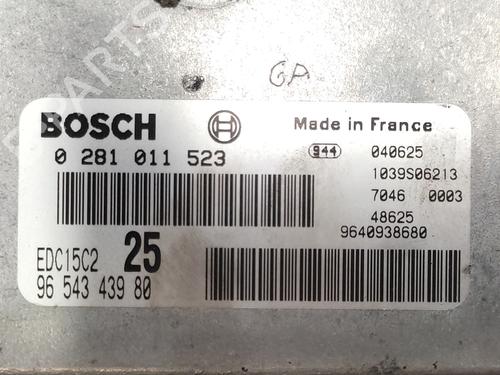 GA
BOSCH
Made in France
0 281 011 523
944 040625
1039S06213
7046 0003
48625
9640938680
EDC15C2 25
96 543 439 80